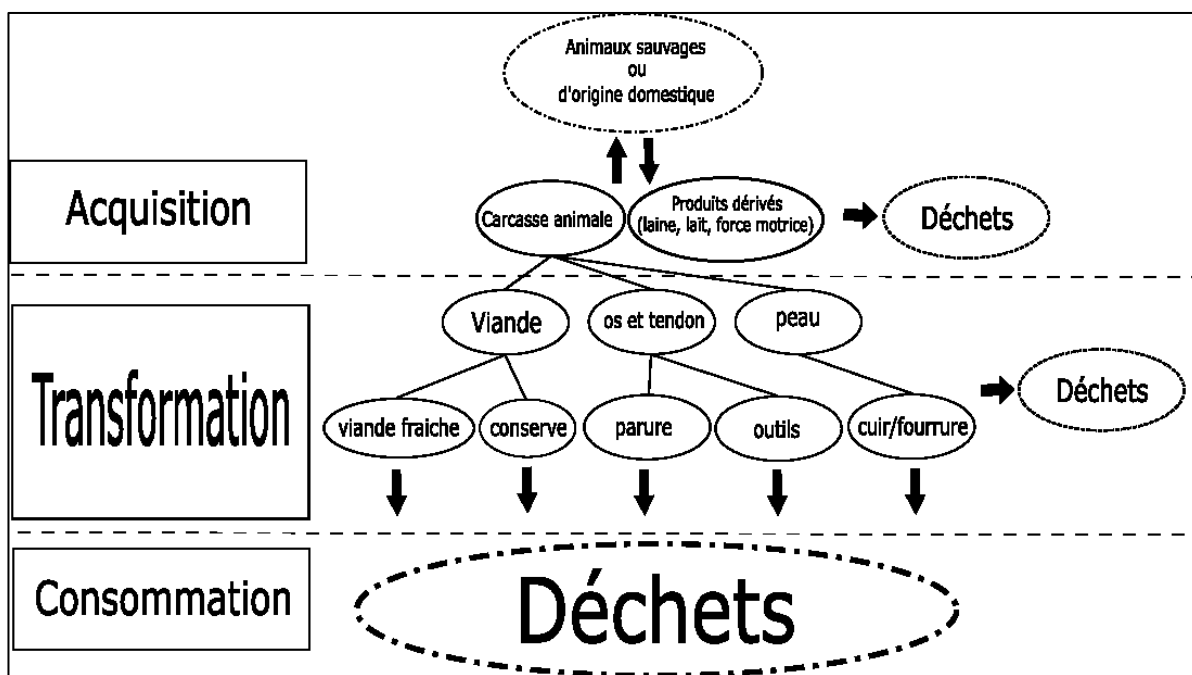 Animaux sauvages
ou
d'origine domestique
Acquisition
Carcasse animale
Produits dérivés
(laine, lait, force motrice)
Déchets
Transformation
Viande
os et tendon
peau
Déchets
viande fraiche
conserve
parure
outils
cuir/fourrure
Consommation
Déchets